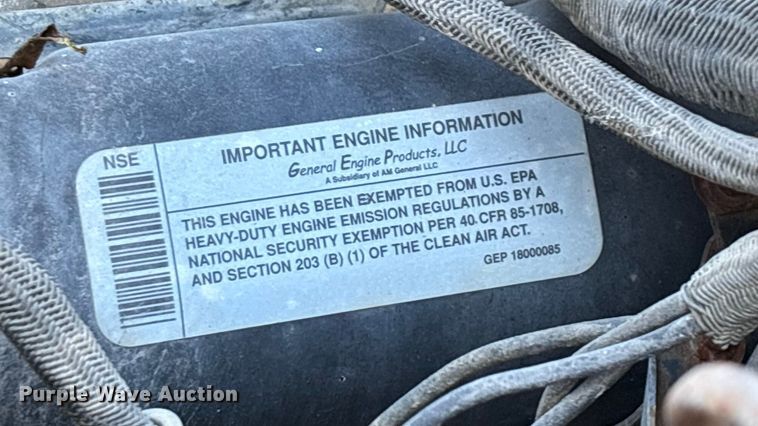 NSE
IMPORTANT ENGINE INFORMATION
General Engine Products, LLC
A Subsidiary of AM General LLC
THIS ENGINE HAS BEEN EXEMPTED FROM U.S. EPA
HEAVY-DUTY ENGINE EMISSION REGULATIONS BY A
NATIONAL SECURITY EXEMPTION PER 40.CFR 85-1708,
AND SECTION 203 (B) (1) OF THE CLEAN AIR ACT.
GEP 18000085
Purple Wave Auction